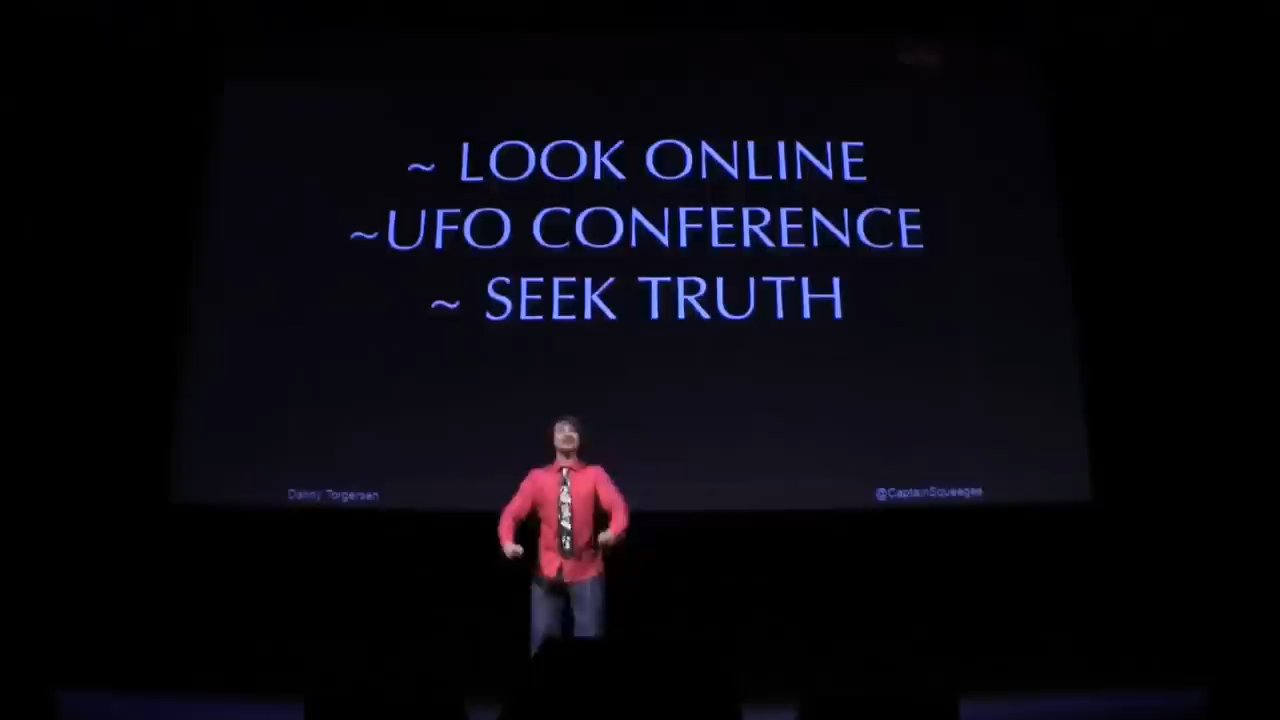 ~ LOOK ONLINE
~UFO CONFERENCE
~ SEEK TRUTH
Danny Torgersen
@CaptainSqueegee